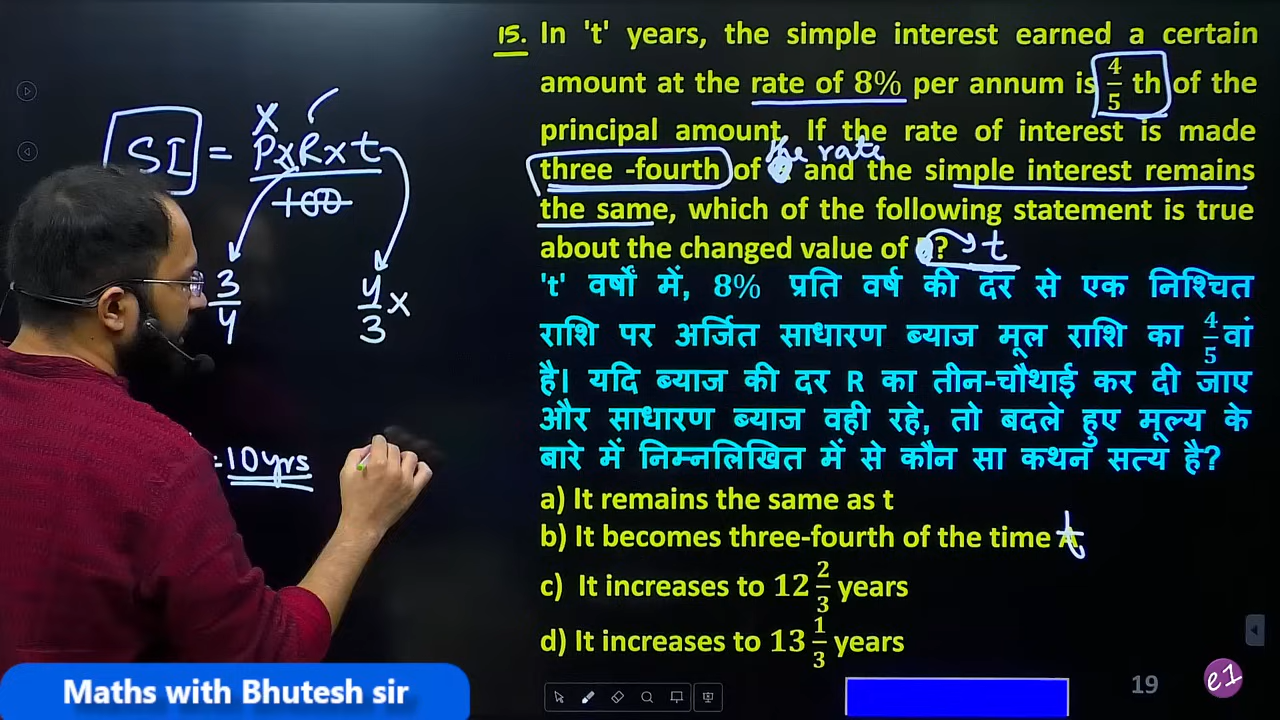 15. In 't' years, the simple interest earned a certain
amount at the rate of 8% per annum is 4/5 th of the
principal amount. If the rate of interest is made
the rate
three -fourth of and the simple interest remains
the same, which of the following statement is true
about the changed value of ? t
't' वर्षों में, 8% प्रति वर्ष की दर से एक निश्चित
राशि पर अर्जित साधारण ब्याज मूल राशि का 4/5 वां
है। यदि ब्याज की दर R का तीन-चौथाई कर दी जाए
और साधारण ब्याज वही रहे, तो बदले हुए मूल्य के
बारे में निम्नलिखित में से कौन सा कथन सत्य है?
a) It remains the same as t
b) It becomes three-fourth of the time t
c) It increases to 12 2/3 years
d) It increases to 13 1/3 years
SI = P x R x t / 100
x
3/4
4/3 x
=10yrs
Maths with Bhutesh sir
19
e1